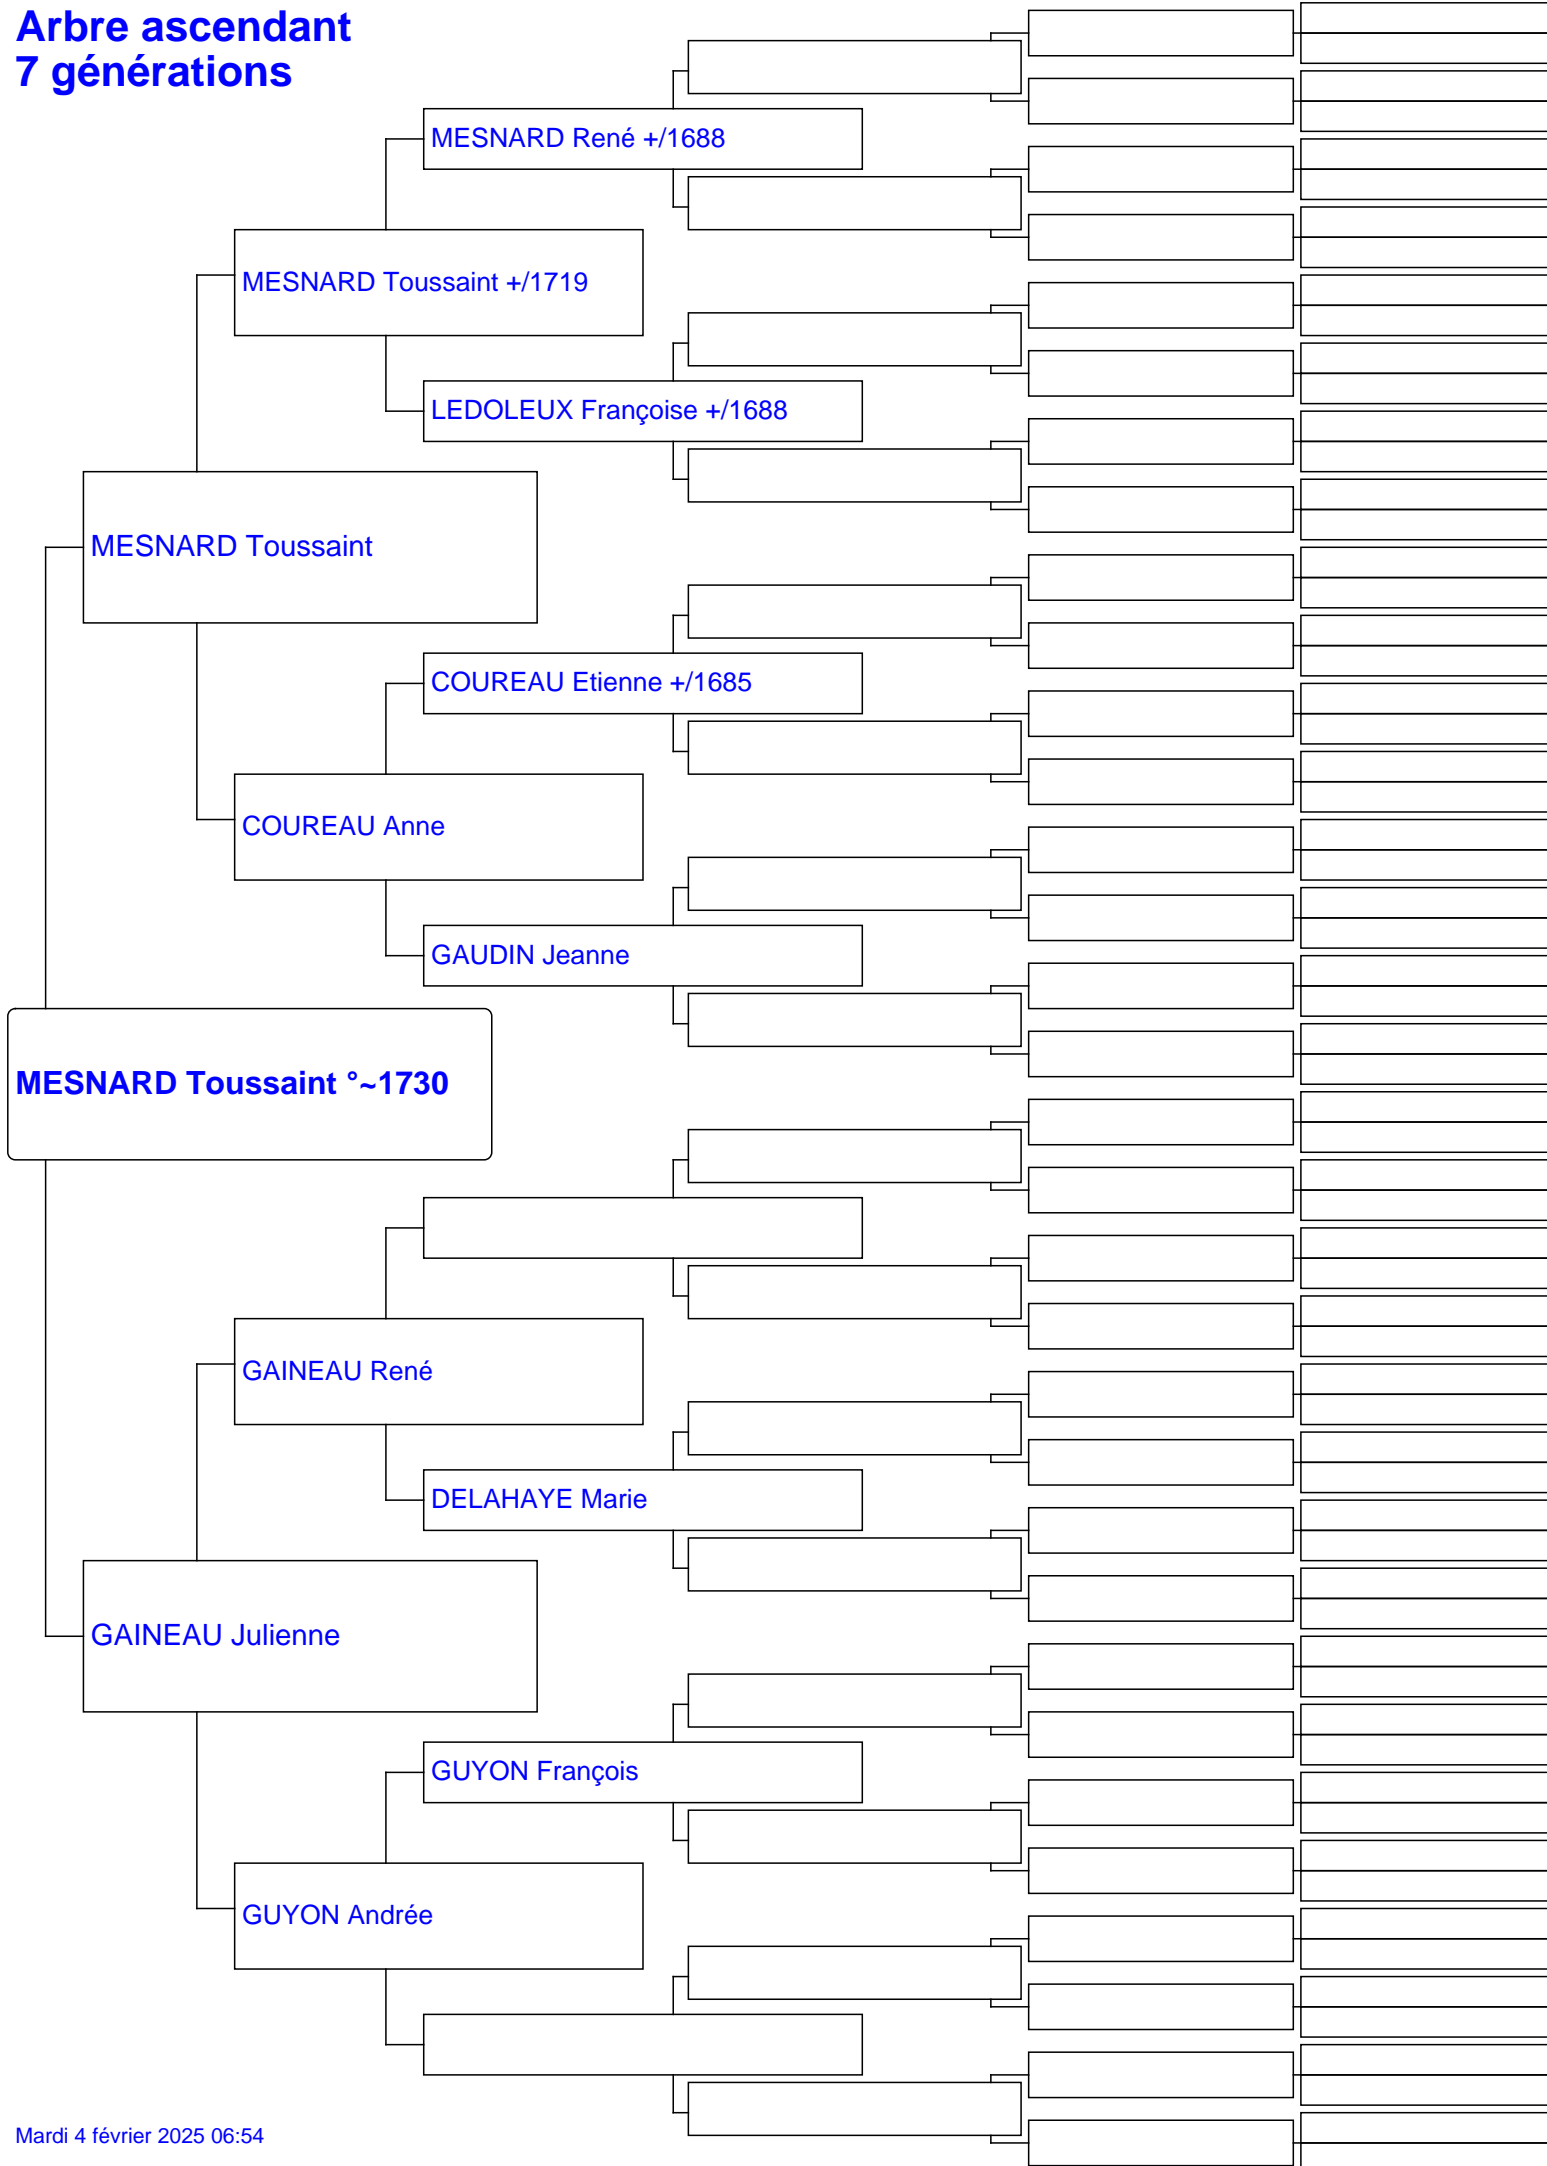 Arbre ascendant
7 générations
MESNARD René +/1688
MESNARD Toussaint +/1719
LEDOLEUX Françoise +/1688
MESNARD Toussaint
COUREAU Etienne +/1685
COUREAU Anne
GAUDIN Jeanne
MESNARD Toussaint °~1730
GAINEAU René
DELAHAYE Marie
GAINEAU Julienne
GUYON François
GUYON Andrée
Mardi 4 février 2025 06:54